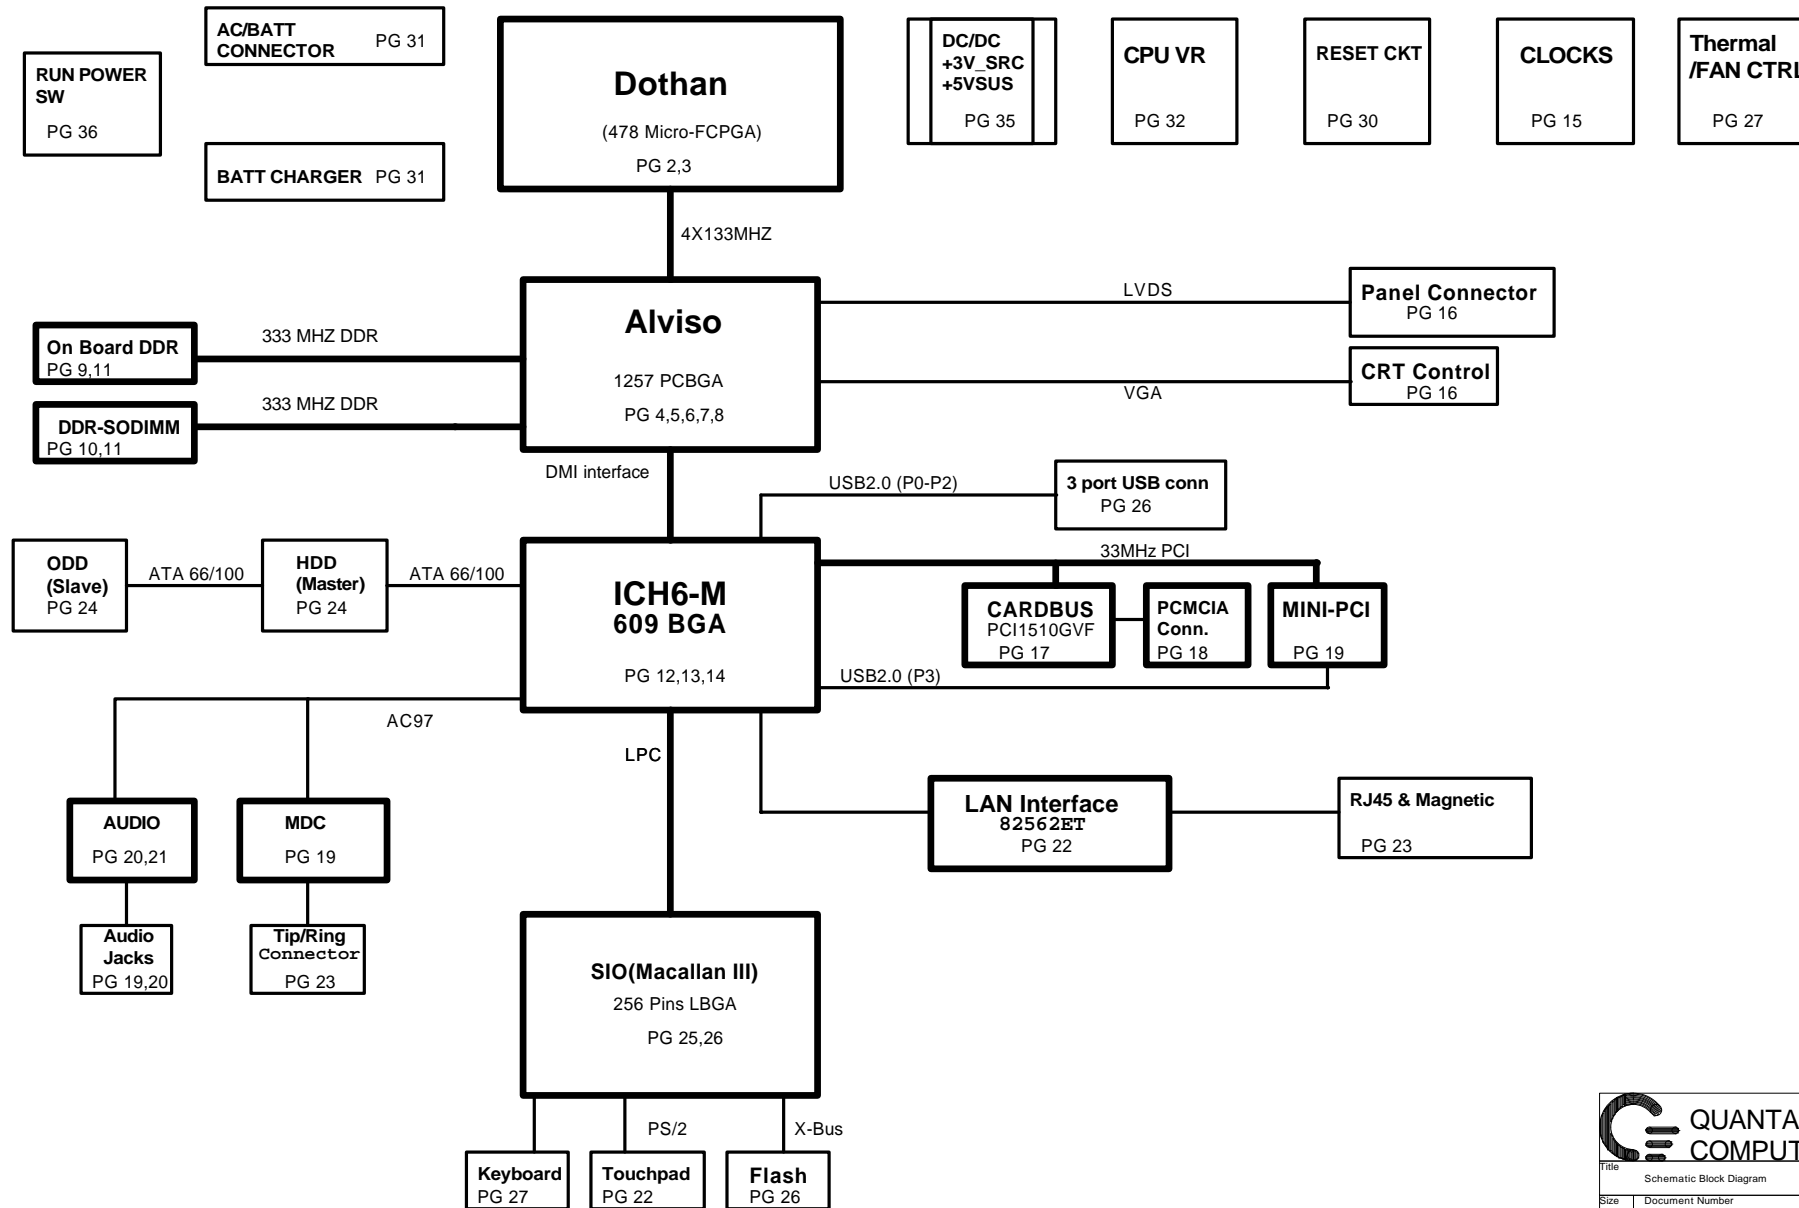 RUN POWER
SW
PG 36
AC/BATT
CONNECTOR PG 31
BATT CHARGER PG 31
Dothan
(478 Micro-FCPGA)
PG 2,3
DC/DC
+3V_SRC
+5VSUS
PG 35
CPU VR
PG 32
RESET CKT
PG 30
CLOCKS
PG 15
Thermal
/FAN CTRL
PG 27
4X133MHZ
Alviso
1257 PCBGA
PG 4,5,6,7,8
LVDS
Panel Connector
PG 16
VGA
CRT Control
PG 16
On Board DDR
PG 9,11
333 MHZ DDR
DDR-SODIMM
PG 10,11
333 MHZ DDR
DMI interface
USB2.0 (P0-P2)
3 port USB conn
PG 26
ODD
(Slave)
PG 24
ATA 66/100
HDD
(Master)
PG 24
ATA 66/100
ICH6-M
609 BGA
PG 12,13,14
33MHz PCI
CARDBUS
PCI1510GVF
PG 17
PCMCIA
Conn.
PG 18
MINI-PCI
PG 19
USB2.0 (P3)
AC97
LPC
AUDIO
PG 20,21
MDC
PG 19
Audio
Jacks
PG 19,20
Tip/Ring
Connector
PG 23
LAN Interface
82562ET
PG 22
RJ45 & Magnetic
PG 23
SIO(Macallan III)
256 Pins LBGA
PG 25,26
PS/2
X-Bus
Keyboard
PG 27
Touchpad
PG 22
Flash
PG 26
QUANTA
COMPUT
Title
Schematic Block Diagram
Size Document Number